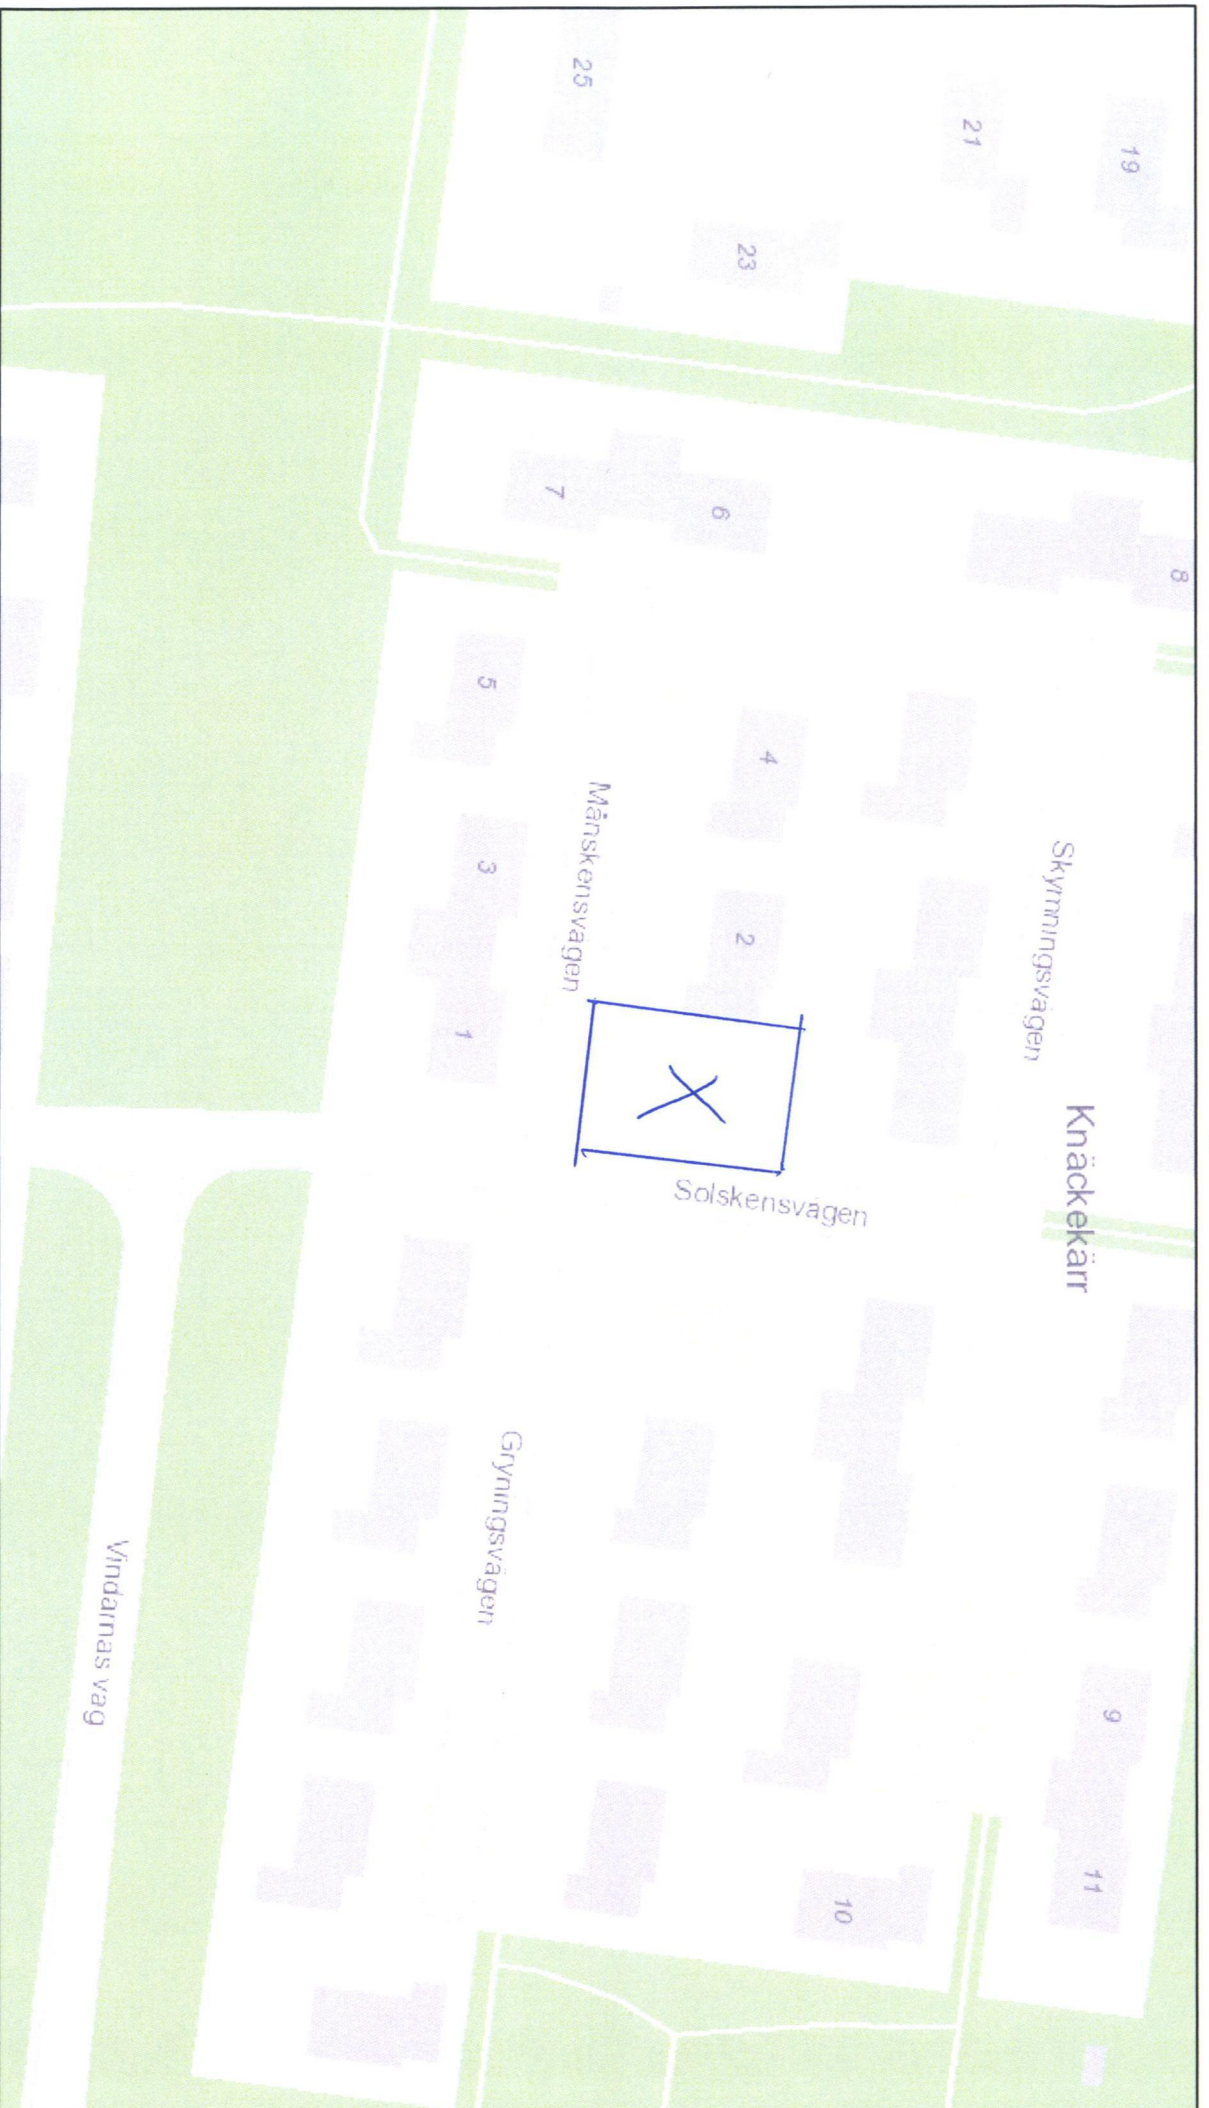 19
21
25
23
8
6
7
Skymningsvägen
4
5
Månskensvägen
2
3
1
Knäckekärr
X
Solskensvägen
Gryningsvägen
9
11
10
Vindarnas väg